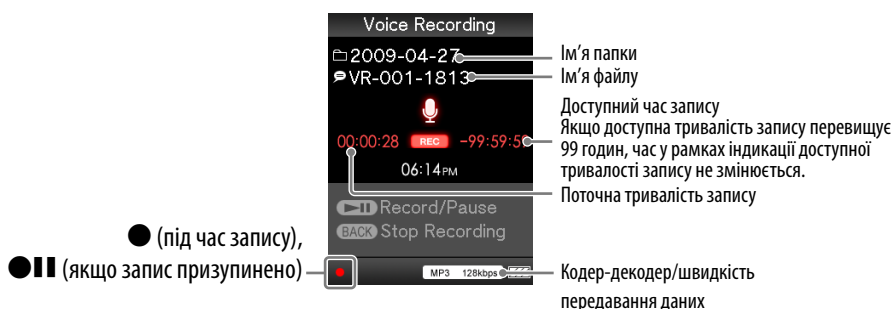 Voice Recording
2009-04-27
VR-001-1813
00:00:28 REC -99:59:59
06:14PM
Record/Pause
BACK Stop Recording
MP3 128kbps
Ім’я папки
Ім’я файлу
Доступний час запису
Якщо доступна тривалість запису перевищує
99 годин, час у рамках індикації доступної
тривалості запису не змінюється.
Поточна тривалість запису
(під час запису),
(якщо запис призупинено)
Кодер-декодер/швидкість
передавання даних